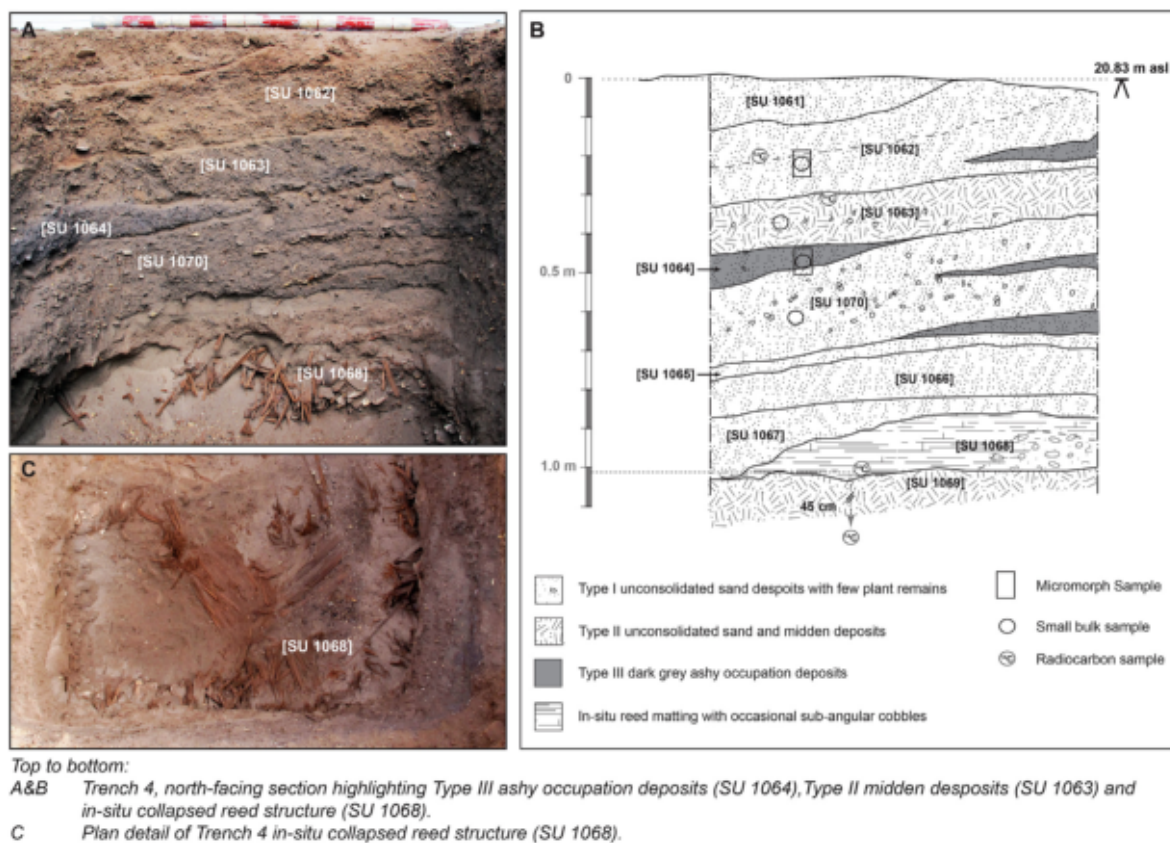 A
[SU 1062]
[SU 1063]
[SU 1064]
[SU 1070]
[SU 1068]
B
0
20.83 m asl
[SU 1061]
[SU 1062]
[SU 1063]
[SU 1064]
0.5 m
[SU 1070]
[SU 1065]
[SU 1066]
[SU 1067]
[SU 1068]
1.0 m
[SU 1069]
45 cm
C
[SU 1068]
Type I unconsolidated sand despoits with few plant remains
Type II unconsolidated sand and midden deposits
Type III dark grey ashy occupation deposits
In-situ reed matting with occasional sub-angular cobbles
Micromorph Sample
Small bulk sample
Radiocarbon sample
Top to bottom:
A&B Trench 4, north-facing section highlighting Type III ashy occupation deposits (SU 1064),Type II midden desposits (SU 1063) and
in-situ collapsed reed structure (SU 1068).
C Plan detail of Trench 4 in-situ collapsed reed structure (SU 1068).